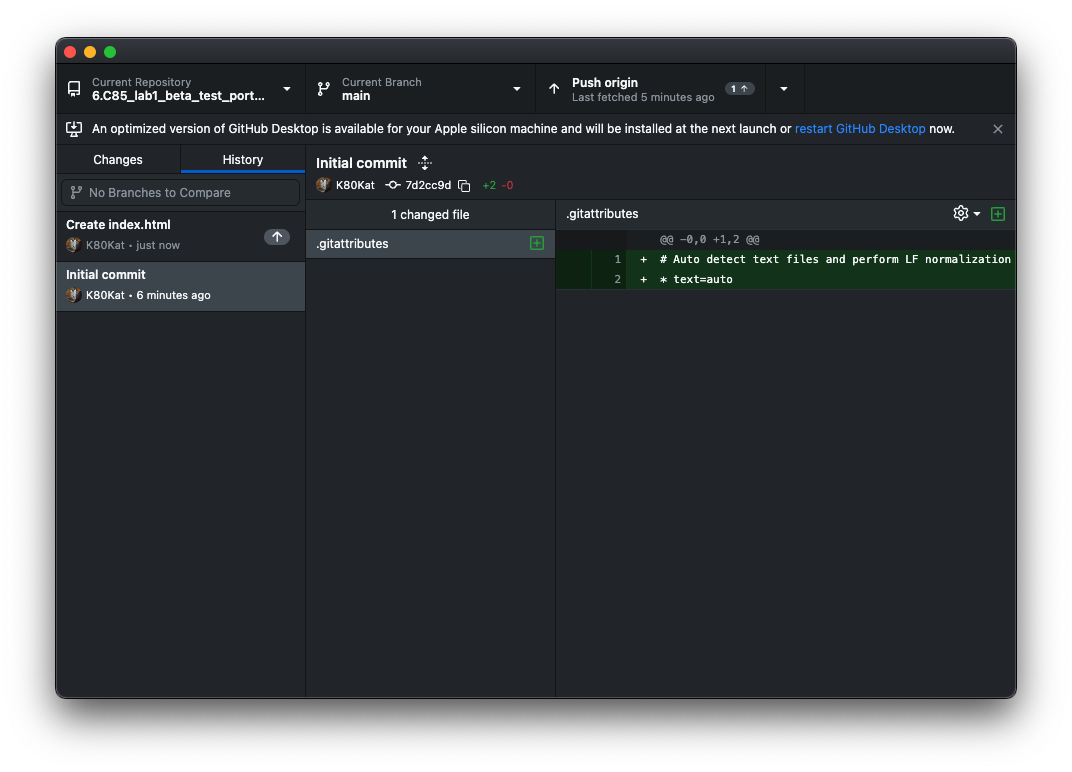 Current Repository
6.C85_lab1_beta_test_port...
Current Branch
main
Push origin
Last fetched 5 minutes ago
1
An optimized version of GitHub Desktop is available for your Apple silicon machine and will be installed at the next launch or restart GitHub Desktop now.
Changes
History
No Branches to Compare
Create index.html
K80Kat • just now
Initial commit
K80Kat • 6 minutes ago
Initial commit
K80Kat 7d2cc9d +2 -0
1 changed file
.gitattributes
.gitattributes
@@ -0,0 +1,2 @@
1 + # Auto detect text files and perform LF normalization
2 + * text=auto